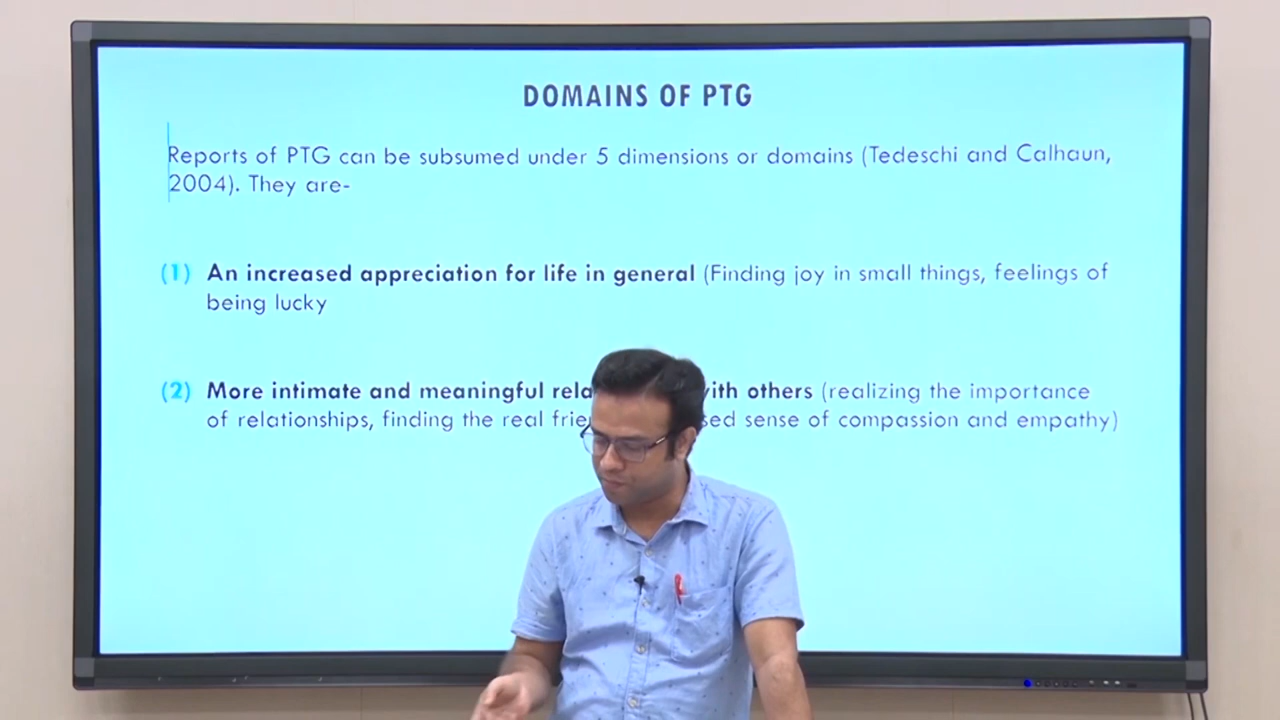 DOMAINS OF PTG
Reports of PTG can be subsumed under 5 dimensions or domains (Tedeschi and Calhaun,
2004). They are-
(1) An increased appreciation for life in general (Finding joy in small things, feelings of
being lucky
(2) More intimate and meaningful with others (realizing the importance
of relationships, finding the real sense of compassion and empathy)